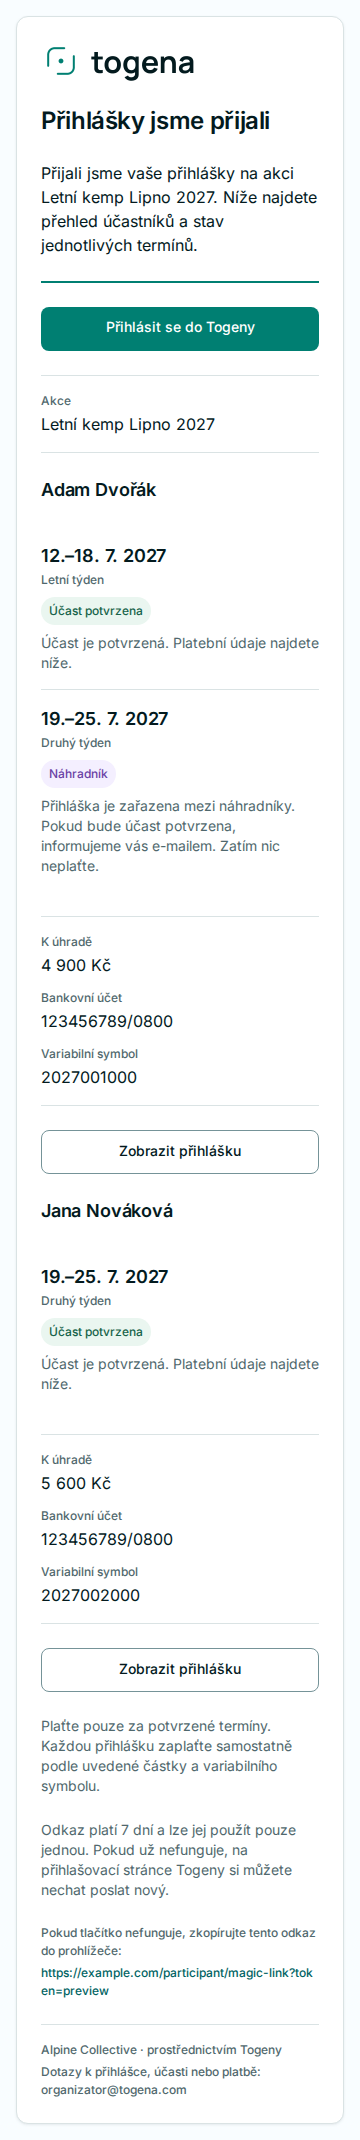 togena
Přihlášky jsme přijali
Přijali jsme vaše přihlášky na akci
Letní kemp Lipno 2027. Níže najdete
přehled účastníků a stav
jednotlivých termínů.
Přihlásit se do Togeny
Akce
Letní kemp Lipno 2027
Adam Dvořák
12.–18. 7. 2027
Letní týden
Účast potvrzena
Účast je potvrzená. Platební údaje najdete
níže.
19.–25. 7. 2027
Druhý týden
Náhradník
Přihláška je zařazena mezi náhradníky.
Pokud bude účast potvrzena,
informujeme vás e-mailem. Zatím nic
neplaťte.
K úhradě
4 900 Kč
Bankovní účet
123456789/0800
Variabilní symbol
2027001000
Zobrazit přihlášku
Jana Nováková
19.–25. 7. 2027
Druhý týden
Účast potvrzena
Účast je potvrzená. Platební údaje najdete
níže.
K úhradě
5 600 Kč
Bankovní účet
123456789/0800
Variabilní symbol
2027002000
Zobrazit přihlášku
Plaťte pouze za potvrzené termíny.
Každou přihlášku zaplaťte samostatně
podle uvedené částky a variabilního
symbolu.
Odkaz platí 7 dní a lze jej použít pouze
jednou. Pokud už nefunguje, na
přihlašovací stránce Togeny si můžete
nechat poslat nový.
Pokud tlačítko nefunguje, zkopírujte tento odkaz
do prohlížeče:
https://example.com/participant/magic-link?tok
en=preview
Alpine Collective · prostřednictvím Togeny
Dotazy k přihlášce, účasti nebo platbě:
organizator@togena.com